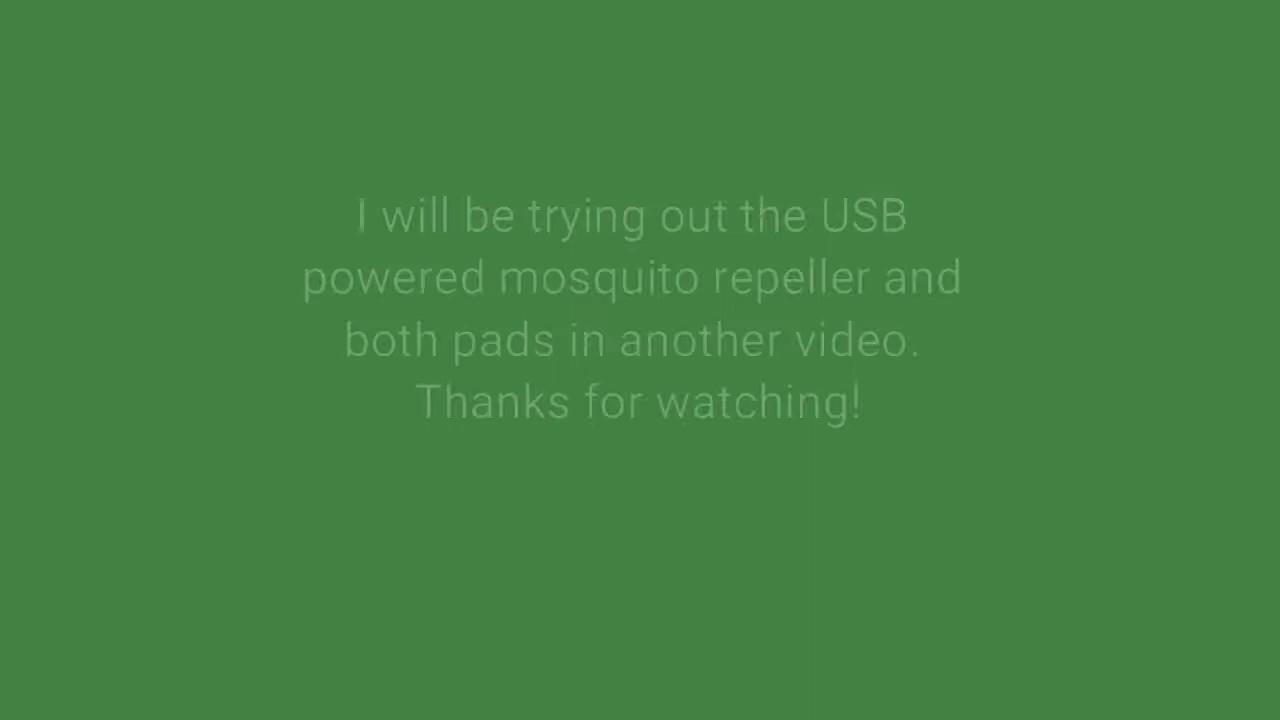 I will be trying out the USB
powered mosquito repeller and
both pads in another video.
Thanks for watching!